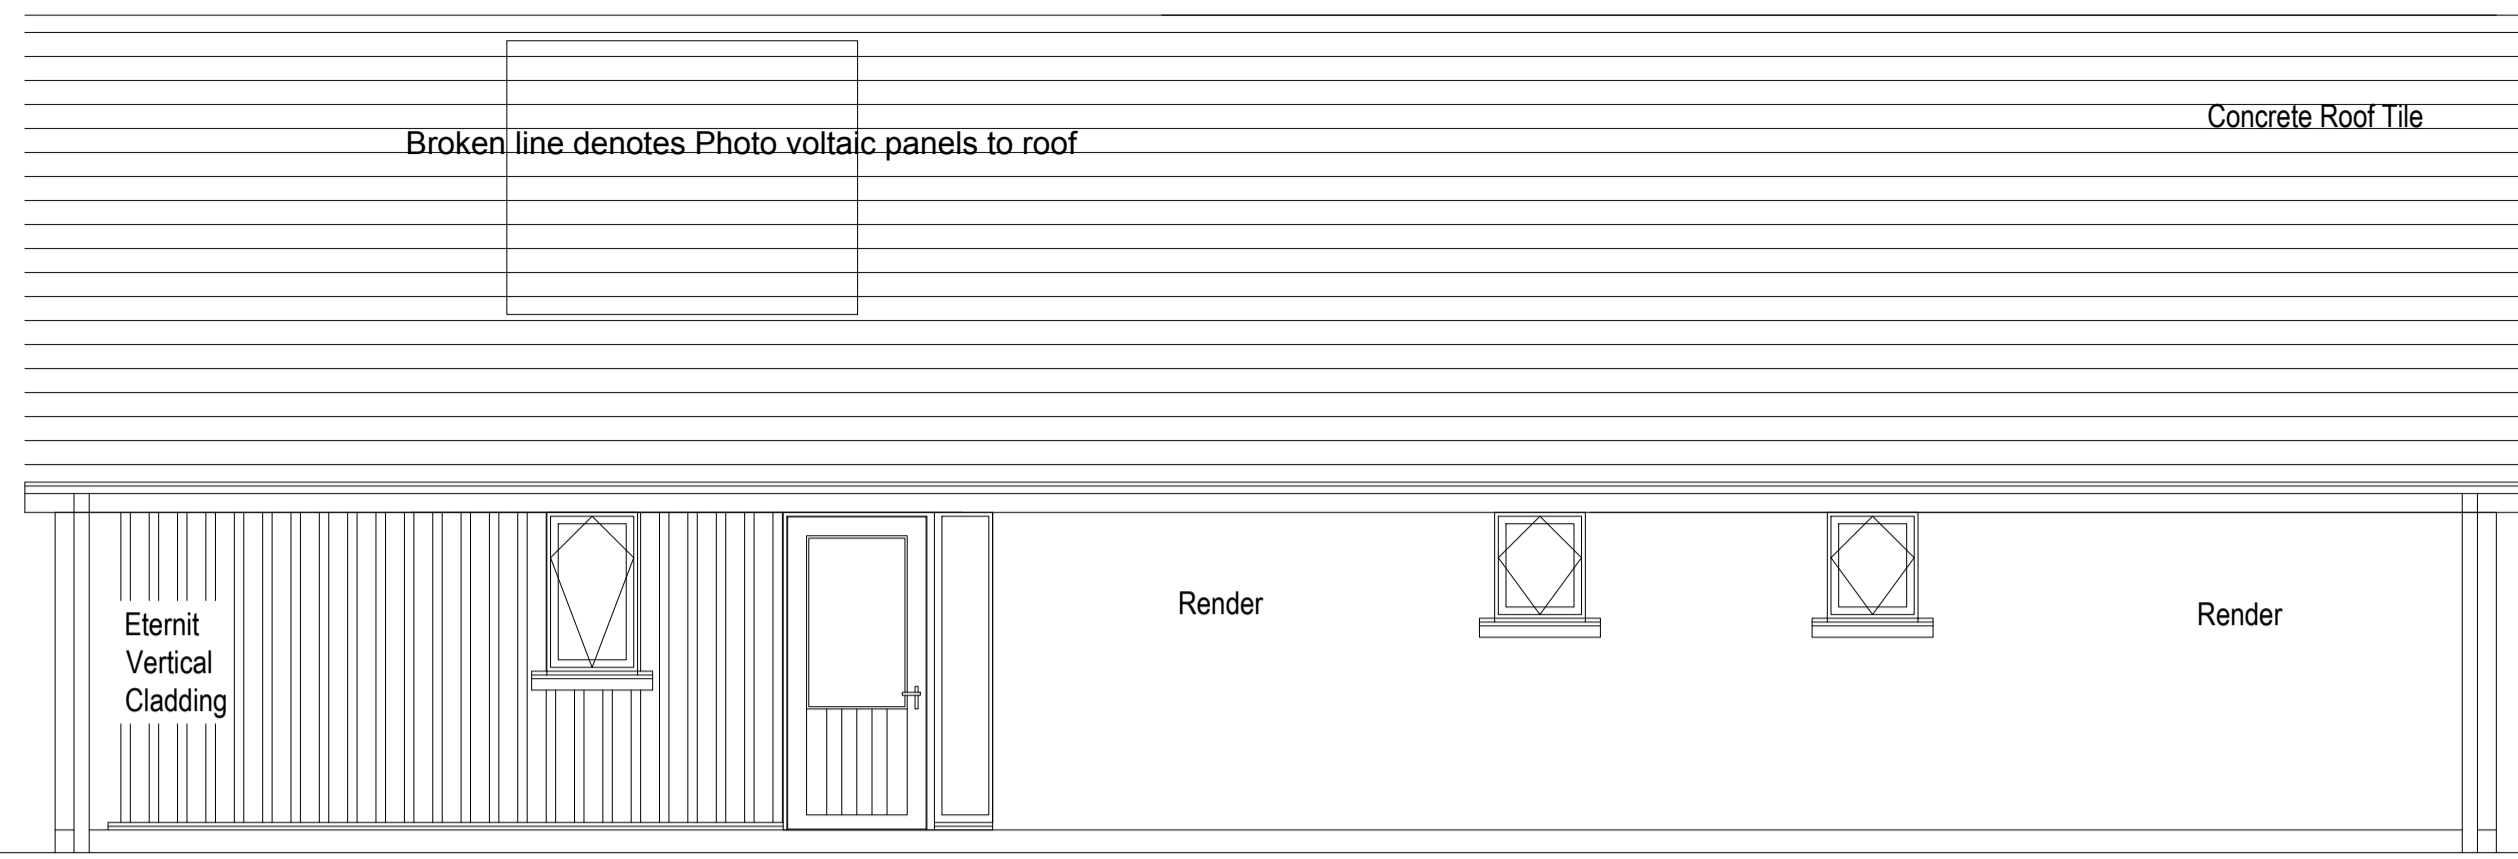 Concrete Roof Tile
Broken line denotes Photo voltaic panels to roof
Render
Render
Eternit
Vertical
Cladding